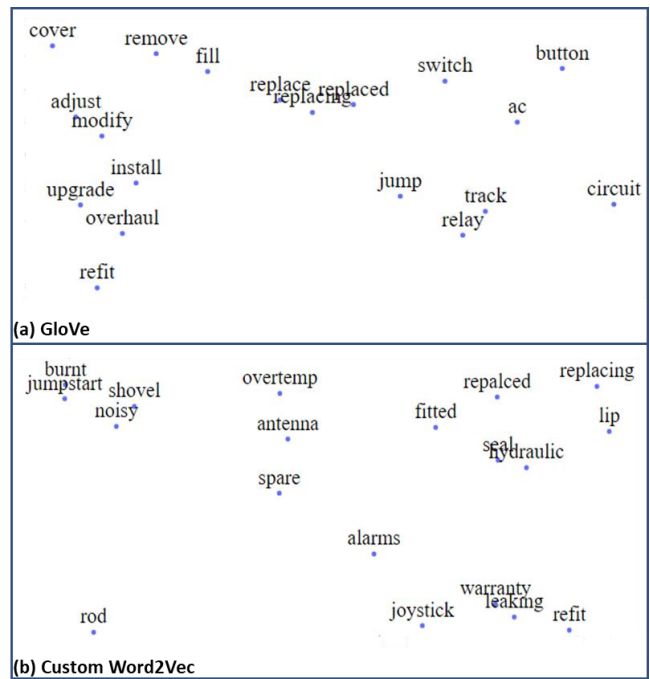 cover
remove
fill
button
switch
replace
replaced
replacing
adjust
ac
modify
install
jump
upgrade
track
circuit
overhaul
relay
refit
(a) GloVe
burnt
replacing
overtemp
jumpstart
repalced
shovel
noisy
fitted
lip
antenna
seal
hydraulic
spare
alarms
warranty
leaking
joystick
rod
refit
(b) Custom Word2Vec